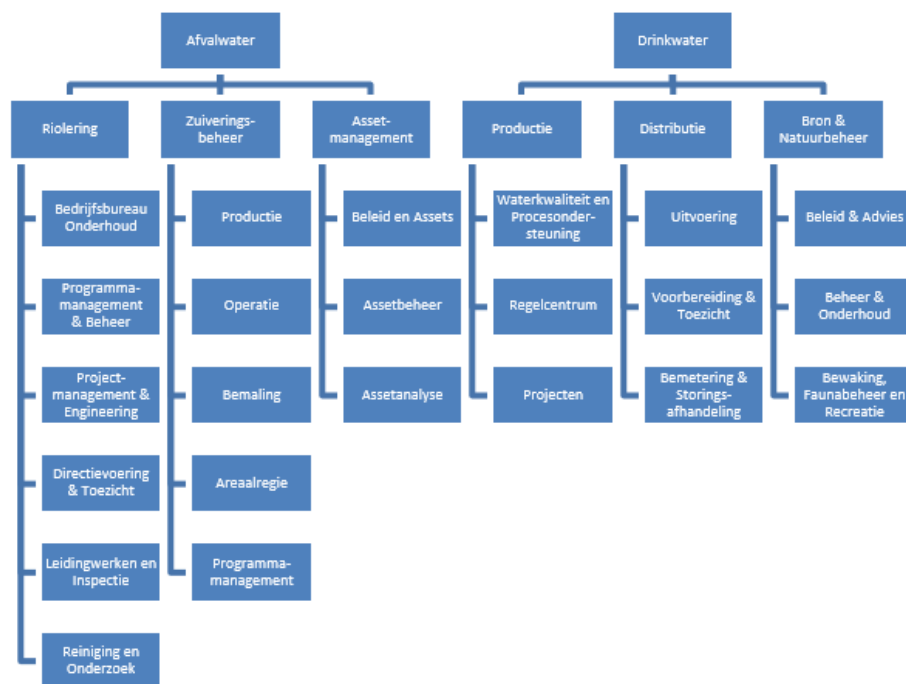 Afvalwater
Drinkwater
Riolering
Zuiverings-
beheer
Asset-
management
Productie
Distributie
Bron &
Natuurbeheer
Bedrijfsbureau
Onderhoud
Programma-
management
& Beheer
Project-
management &
Engineering
Directievoering
& Toezicht
Leidingwerken en
Inspectie
Reiniging en
Onderzoek
Productie
Operatie
Bemaling
Areaalregie
Programma-
management
Beleid en Assets
Assetbeheer
Assetanalyse
Waterkwaliteit en
Procesonder-
steuning
Regelcentrum
Projecten
Uitvoering
Voorbereiding &
Toezicht
Bemetering &
Storings-
afhandeling
Beleid & Advies
Beheer &
Onderhoud
Bewaking,
Faunabeheer en
Recreatie